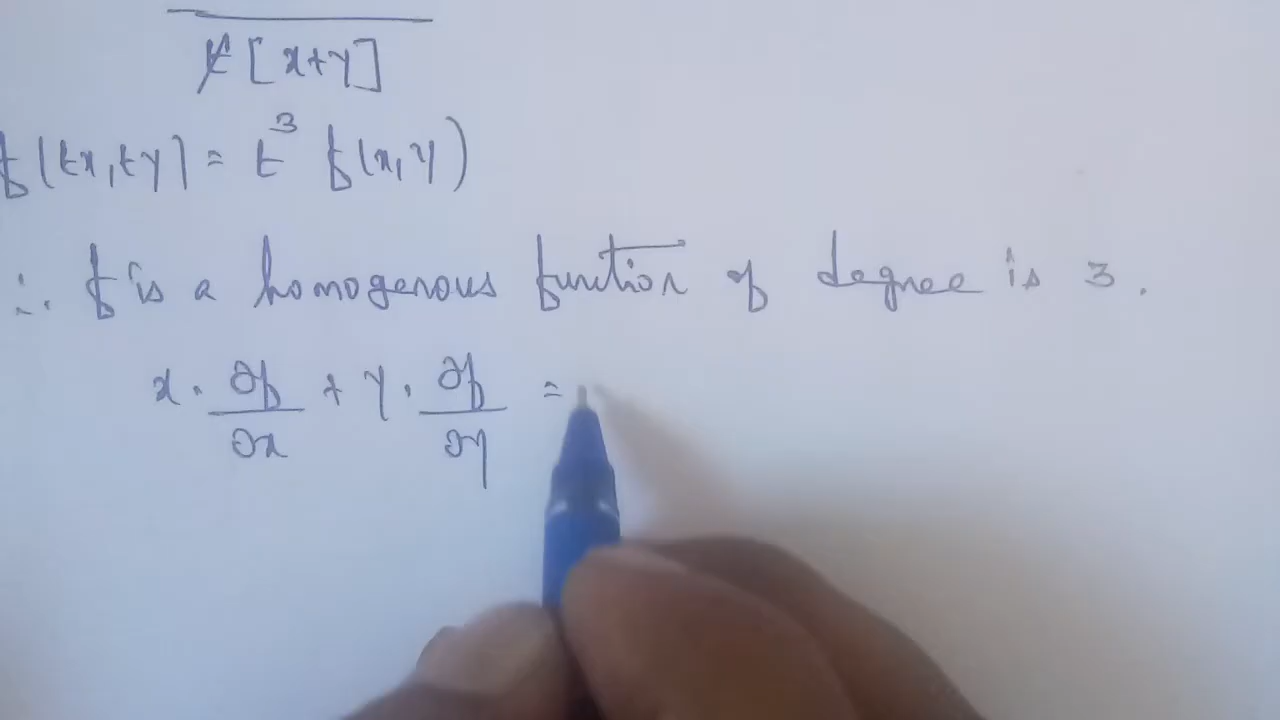 t [x+y]
f(tx,ty) = t³ f(x,y)
∴ f is a homogenous function of degree is 3.
x . ∂f/∂x + y . ∂f/∂y =